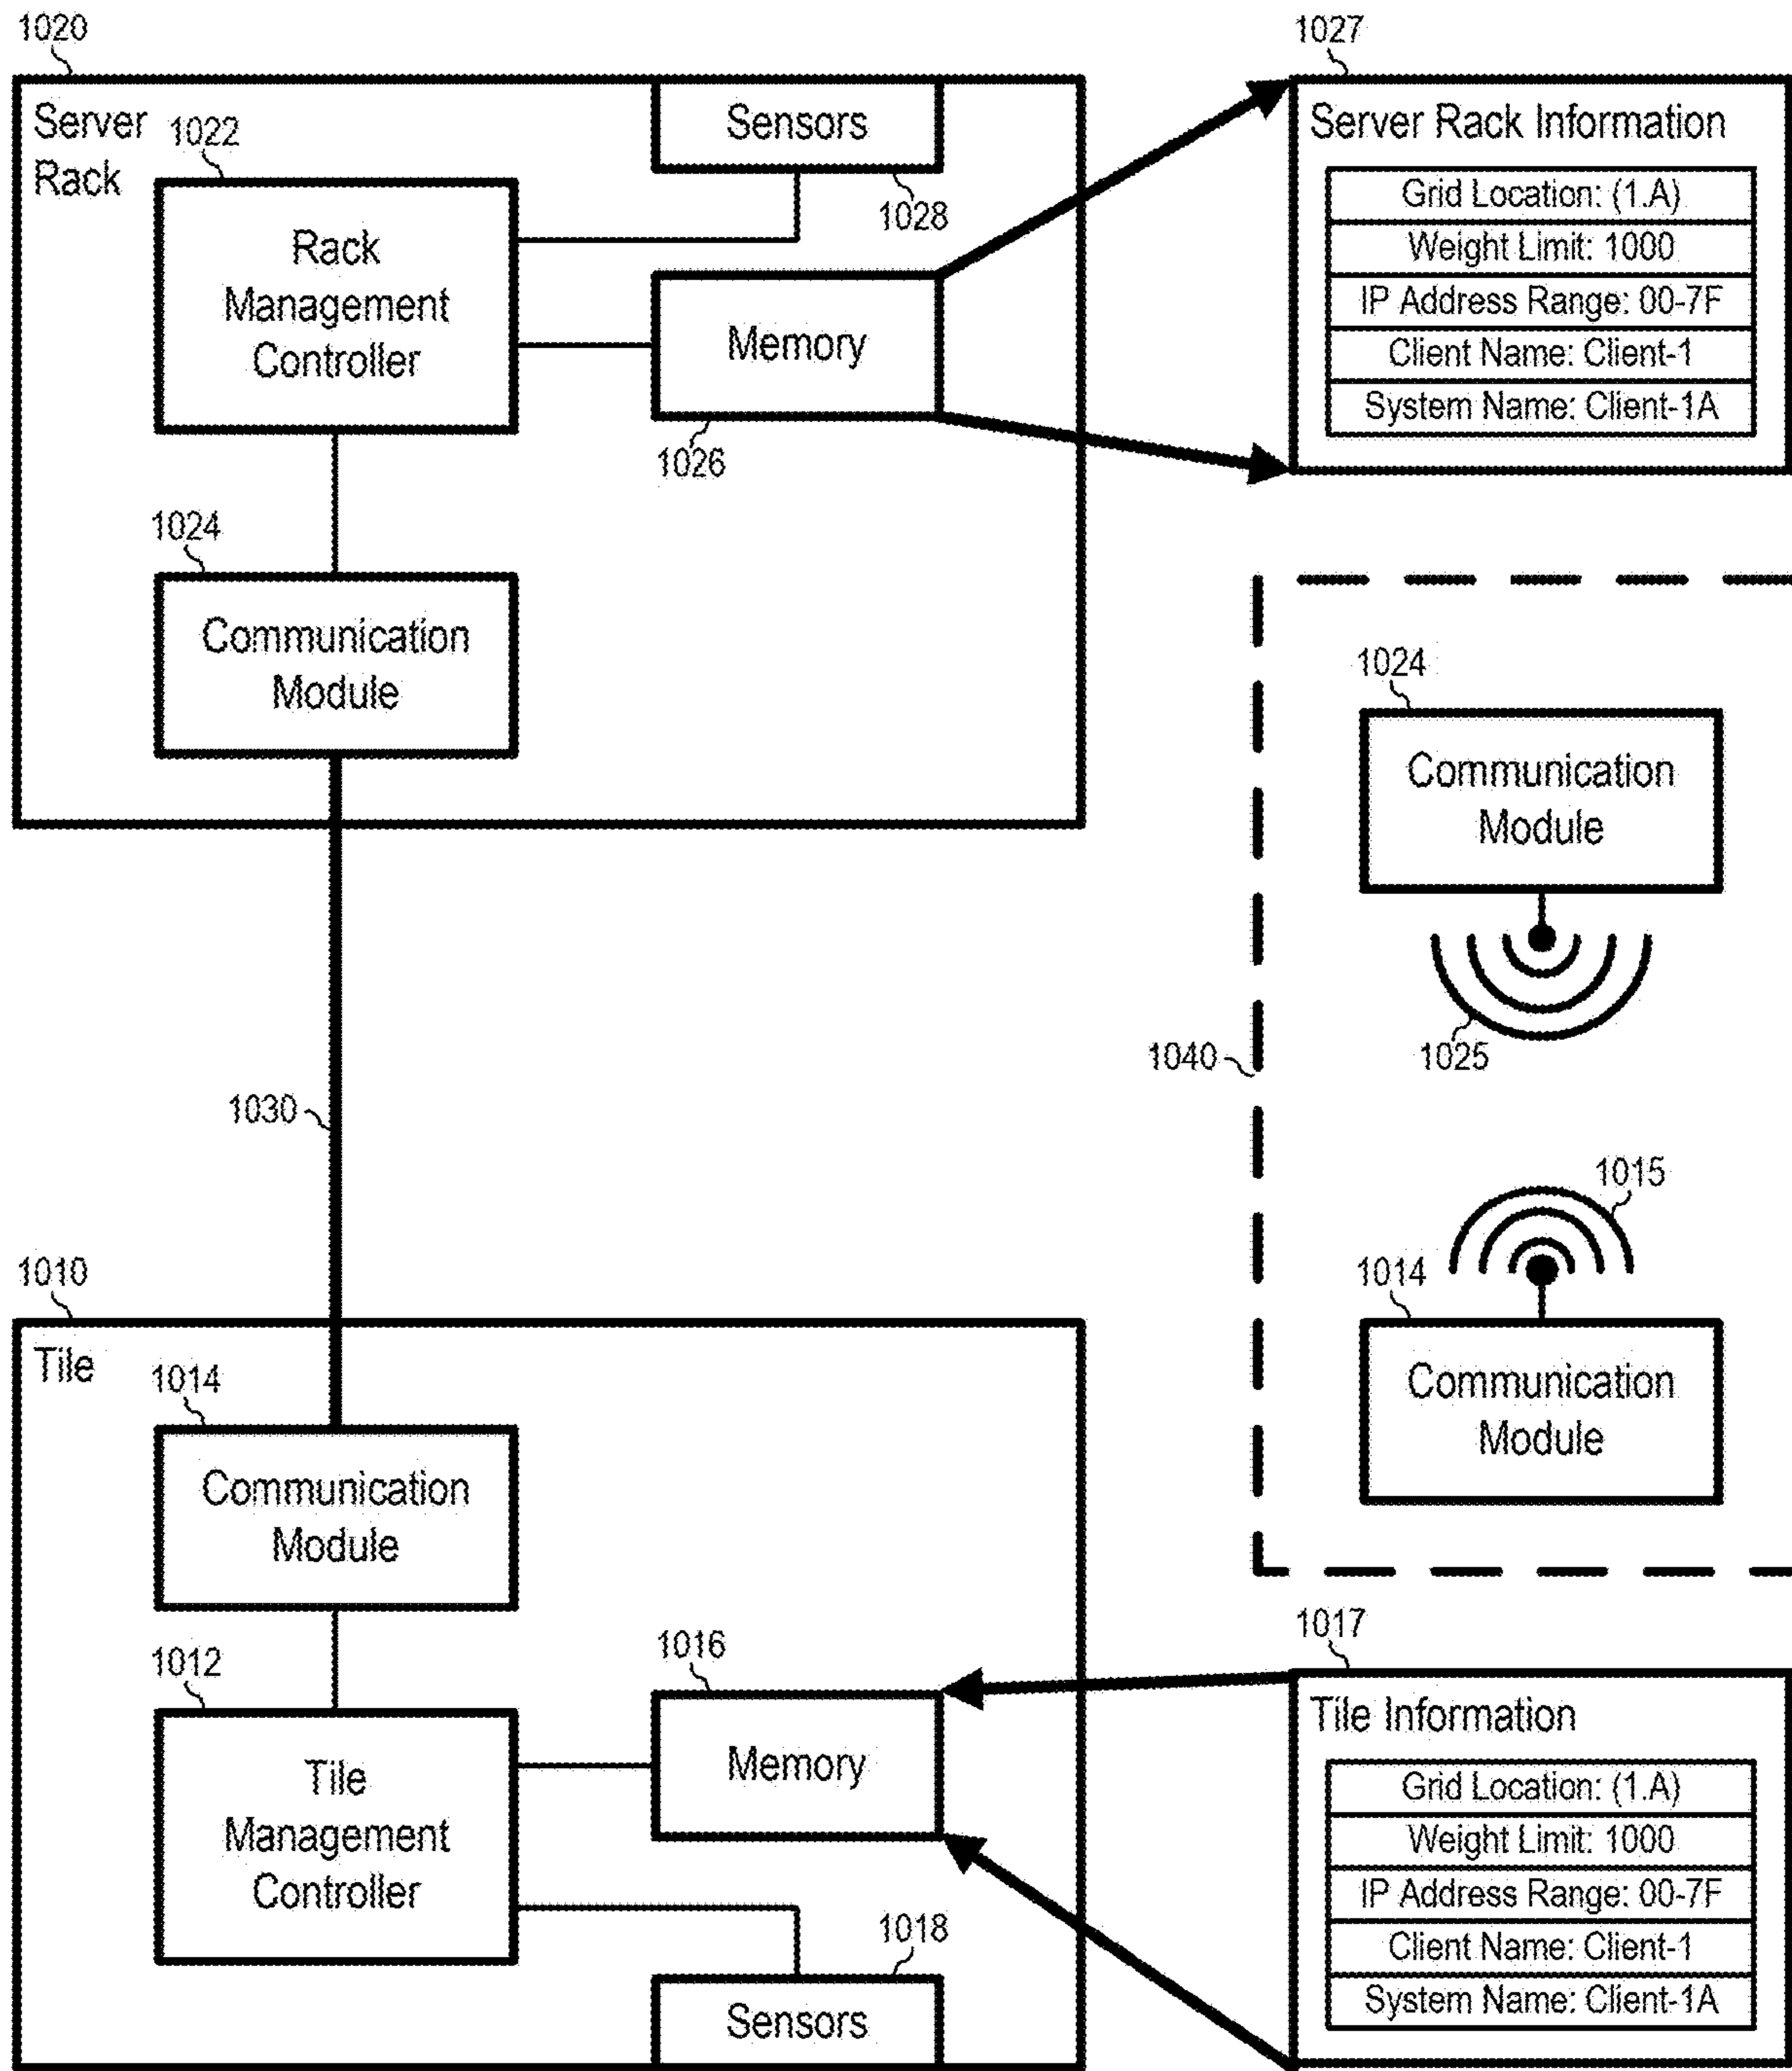 1020
Server
Rack
1022
Rack
Management
Controller
Sensors
1028
Memory
1026
1024
Communication
Module
1027
Server Rack Information
Grid Location: (1.A)
Weight Limit: 1000
IP Address Range: 00-7F
Client Name: Client-1
System Name: Client-1A
1030
1040
1024
Communication
Module
1025
1015
1014
Communication
Module
1010
Tile
1014
Communication
Module
1012
Tile
Management
Controller
1016
Memory
1018
Sensors
1017
Tile Information
Grid Location: (1.A)
Weight Limit: 1000
IP Address Range: 00-7F
Client Name: Client-1
System Name: Client-1A